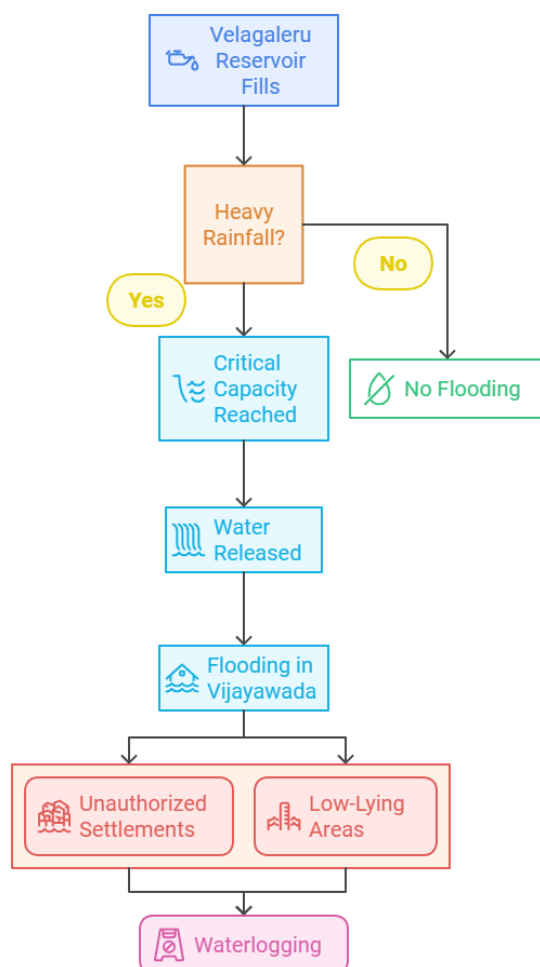 Velagaleru
Reservoir
Fills
Heavy
Rainfall?
No
Yes
Critical
Capacity
Reached
No Flooding
Water
Released
Flooding in
Vijayawada
Unauthorized
Settlements
Low-Lying
Areas
Waterlogging